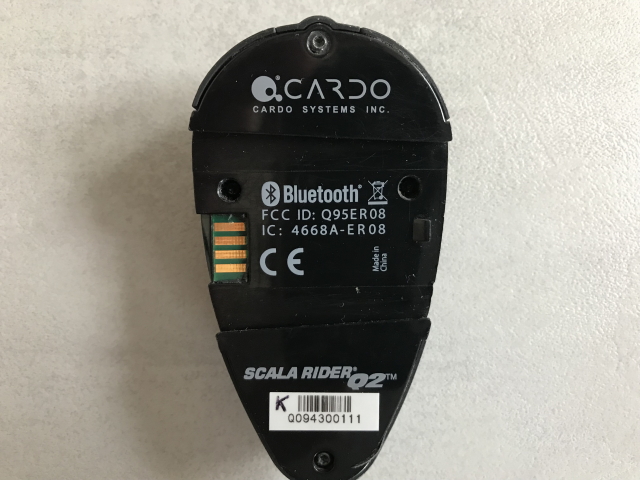 CARDO
CARDO SYSTEMS INC.
Bluetooth®
FCC ID: Q95ER08
IC: 4668A-ER08
CE
Made in
China
SCALA RIDER® Q2™
K
Q094300111